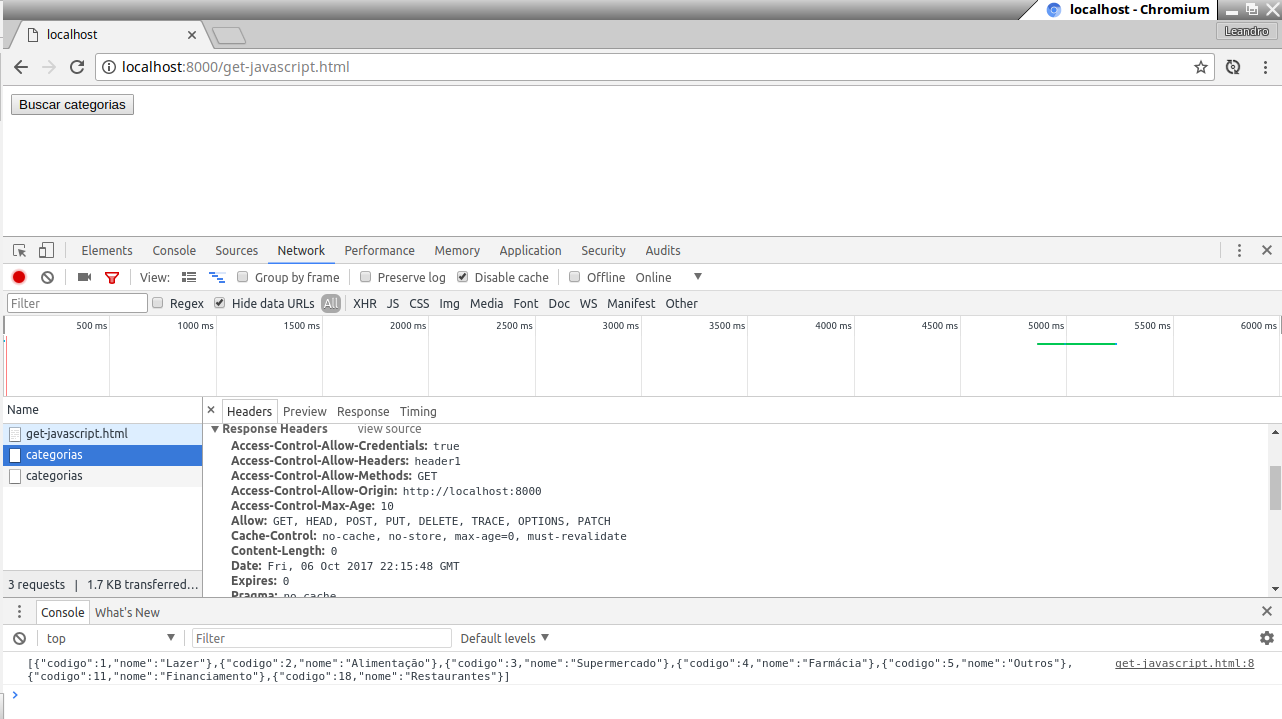 localhost - Chromium
localhost
Leandro
localhost:8000/get-javascript.html
Buscar categorias
Elements Console Sources Network Performance Memory Application Security Audits
View: Group by frame Preserve log Disable cache Offline Online
Filter Regex Hide data URLs All XHR JS CSS Img Media Font Doc WS Manifest Other
500 ms 1000 ms 1500 ms 2000 ms 2500 ms 3000 ms 3500 ms 4000 ms 4500 ms 5000 ms 5500 ms 6000 ms
Name
get-javascript.html
categorias
categorias
3 requests | 1.7 KB transferred...
× Headers Preview Response Timing
Response Headers view source
Access-Control-Allow-Credentials: true
Access-Control-Allow-Headers: header1
Access-Control-Allow-Methods: GET
Access-Control-Allow-Origin: http://localhost:8000
Access-Control-Max-Age: 10
Allow: GET, HEAD, POST, PUT, DELETE, TRACE, OPTIONS, PATCH
Cache-Control: no-cache, no-store, max-age=0, must-revalidate
Content-Length: 0
Date: Fri, 06 Oct 2017 22:15:48 GMT
Expires: 0
Pragma: no-cache
Console What's New
top Filter Default levels
[{"codigo":1,"nome":"Lazer"},{"codigo":2,"nome":"Alimentação"},{"codigo":3,"nome":"Supermercado"},{"codigo":4,"nome":"Farmácia"},{"codigo":5,"nome":"Outros"}, get-javascript.html:8
{"codigo":11,"nome":"Financiamento"},{"codigo":18,"nome":"Restaurantes"}]